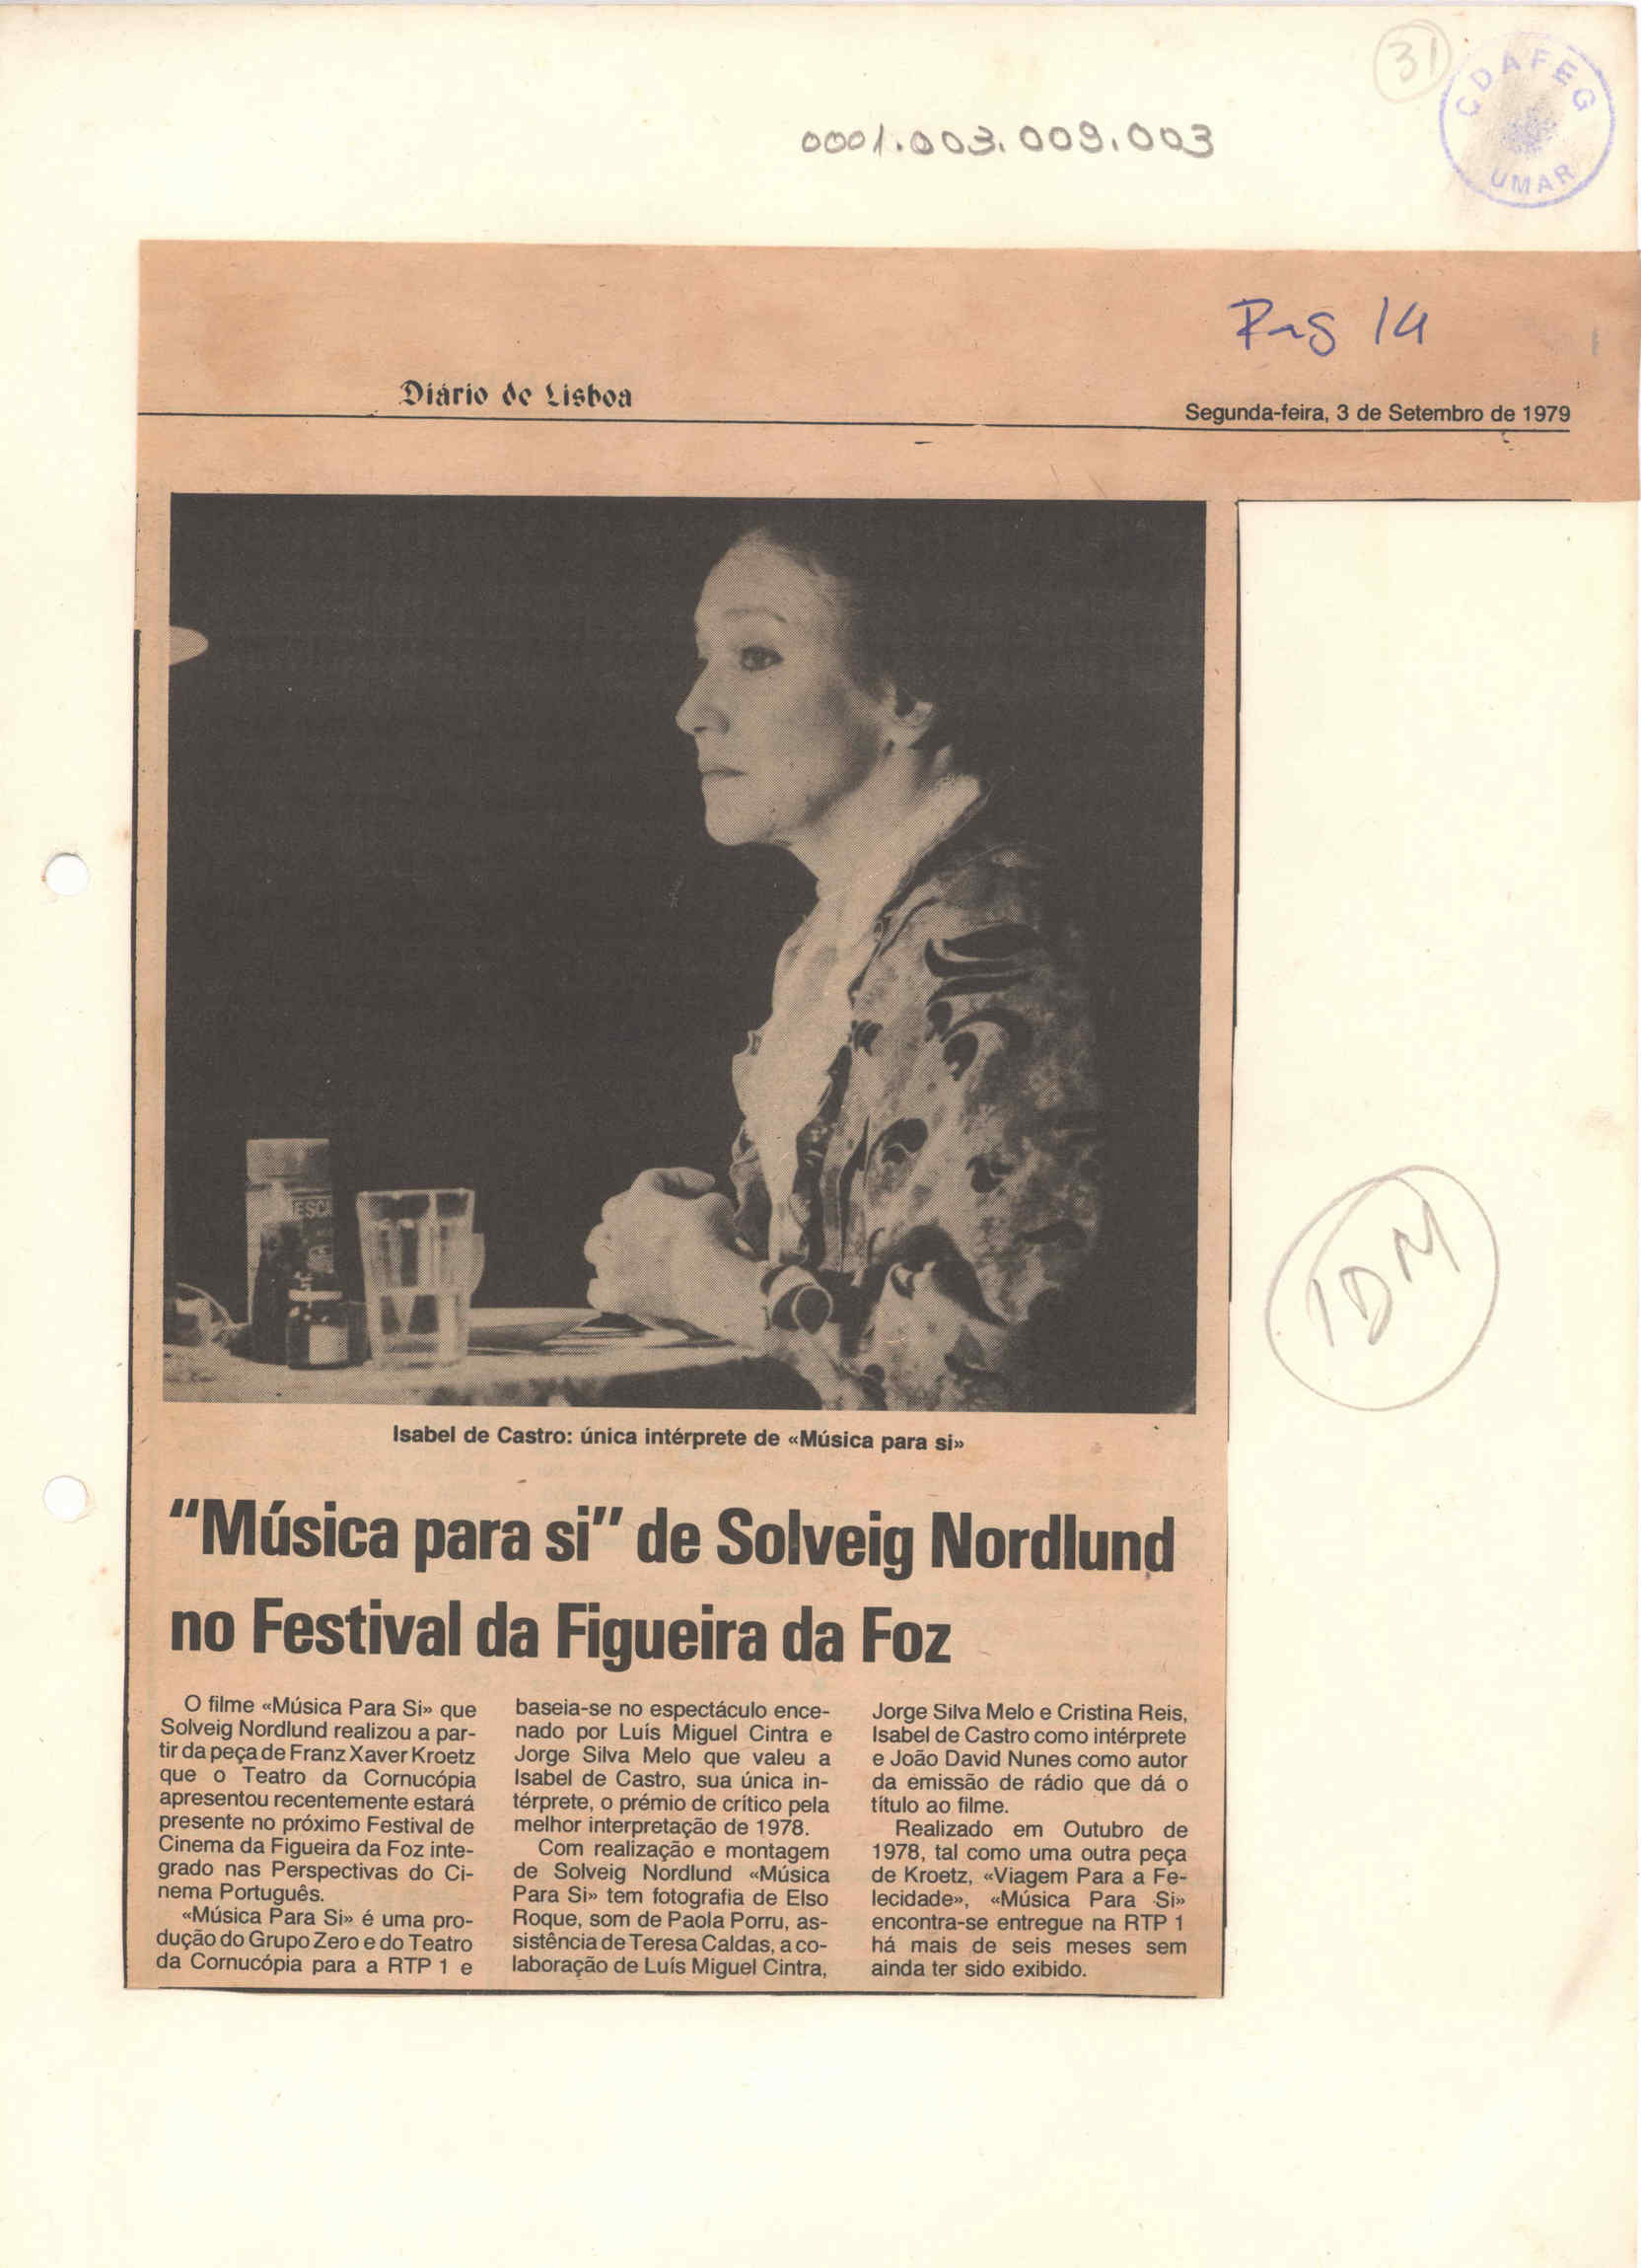 31
CDAFEG
UMAR
0001.003.009.003
Pag 14
Diário de Lisboa
Segunda-feira, 3 de Setembro de 1979
NESCA
Isabel de Castro: única intérprete de «Música para si»
IDM
"Música para si" de Solveig Nordlund
no Festival da Figueira da Foz
O filme «Música Para Si» que
Solveig Nordlund realizou a par-
tir da peça de Franz Xaver Kroetz
que o Teatro da Cornucópia
apresentou recentemente estará
presente no próximo Festival de
Cinema da Figueira da Foz inte-
grado nas Perspectivas do Ci-
nema Português.
«Música Para Si» é uma pro-
dução do Grupo Zero e do Teatro
da Cornucópia para a RTP 1 e
baseia-se no espectáculo ence-
nado por Luís Miguel Cintra e
Jorge Silva Melo que valeu a
Isabel de Castro, sua única in-
térprete, o prémio de crítico pela
melhor interpretação de 1978.
Com realização e montagem
de Solveig Nordlund «Música
Para Si» tem fotografia de Elso
Roque, som de Paola Porru, as-
sistência de Teresa Caldas, a co-
laboração de Luís Miguel Cintra,
Jorge Silva Melo e Cristina Reis,
Isabel de Castro como intérprete
e João David Nunes como autor
da emissão de rádio que dá o
título ao filme.
Realizado em Outubro de
1978, tal como uma outra peça
de Kroetz, «Viagem Para a Fe-
lecidade», «Música Para Si»
encontra-se entregue na RTP 1
há mais de seis meses sem
ainda ter sido exibido.